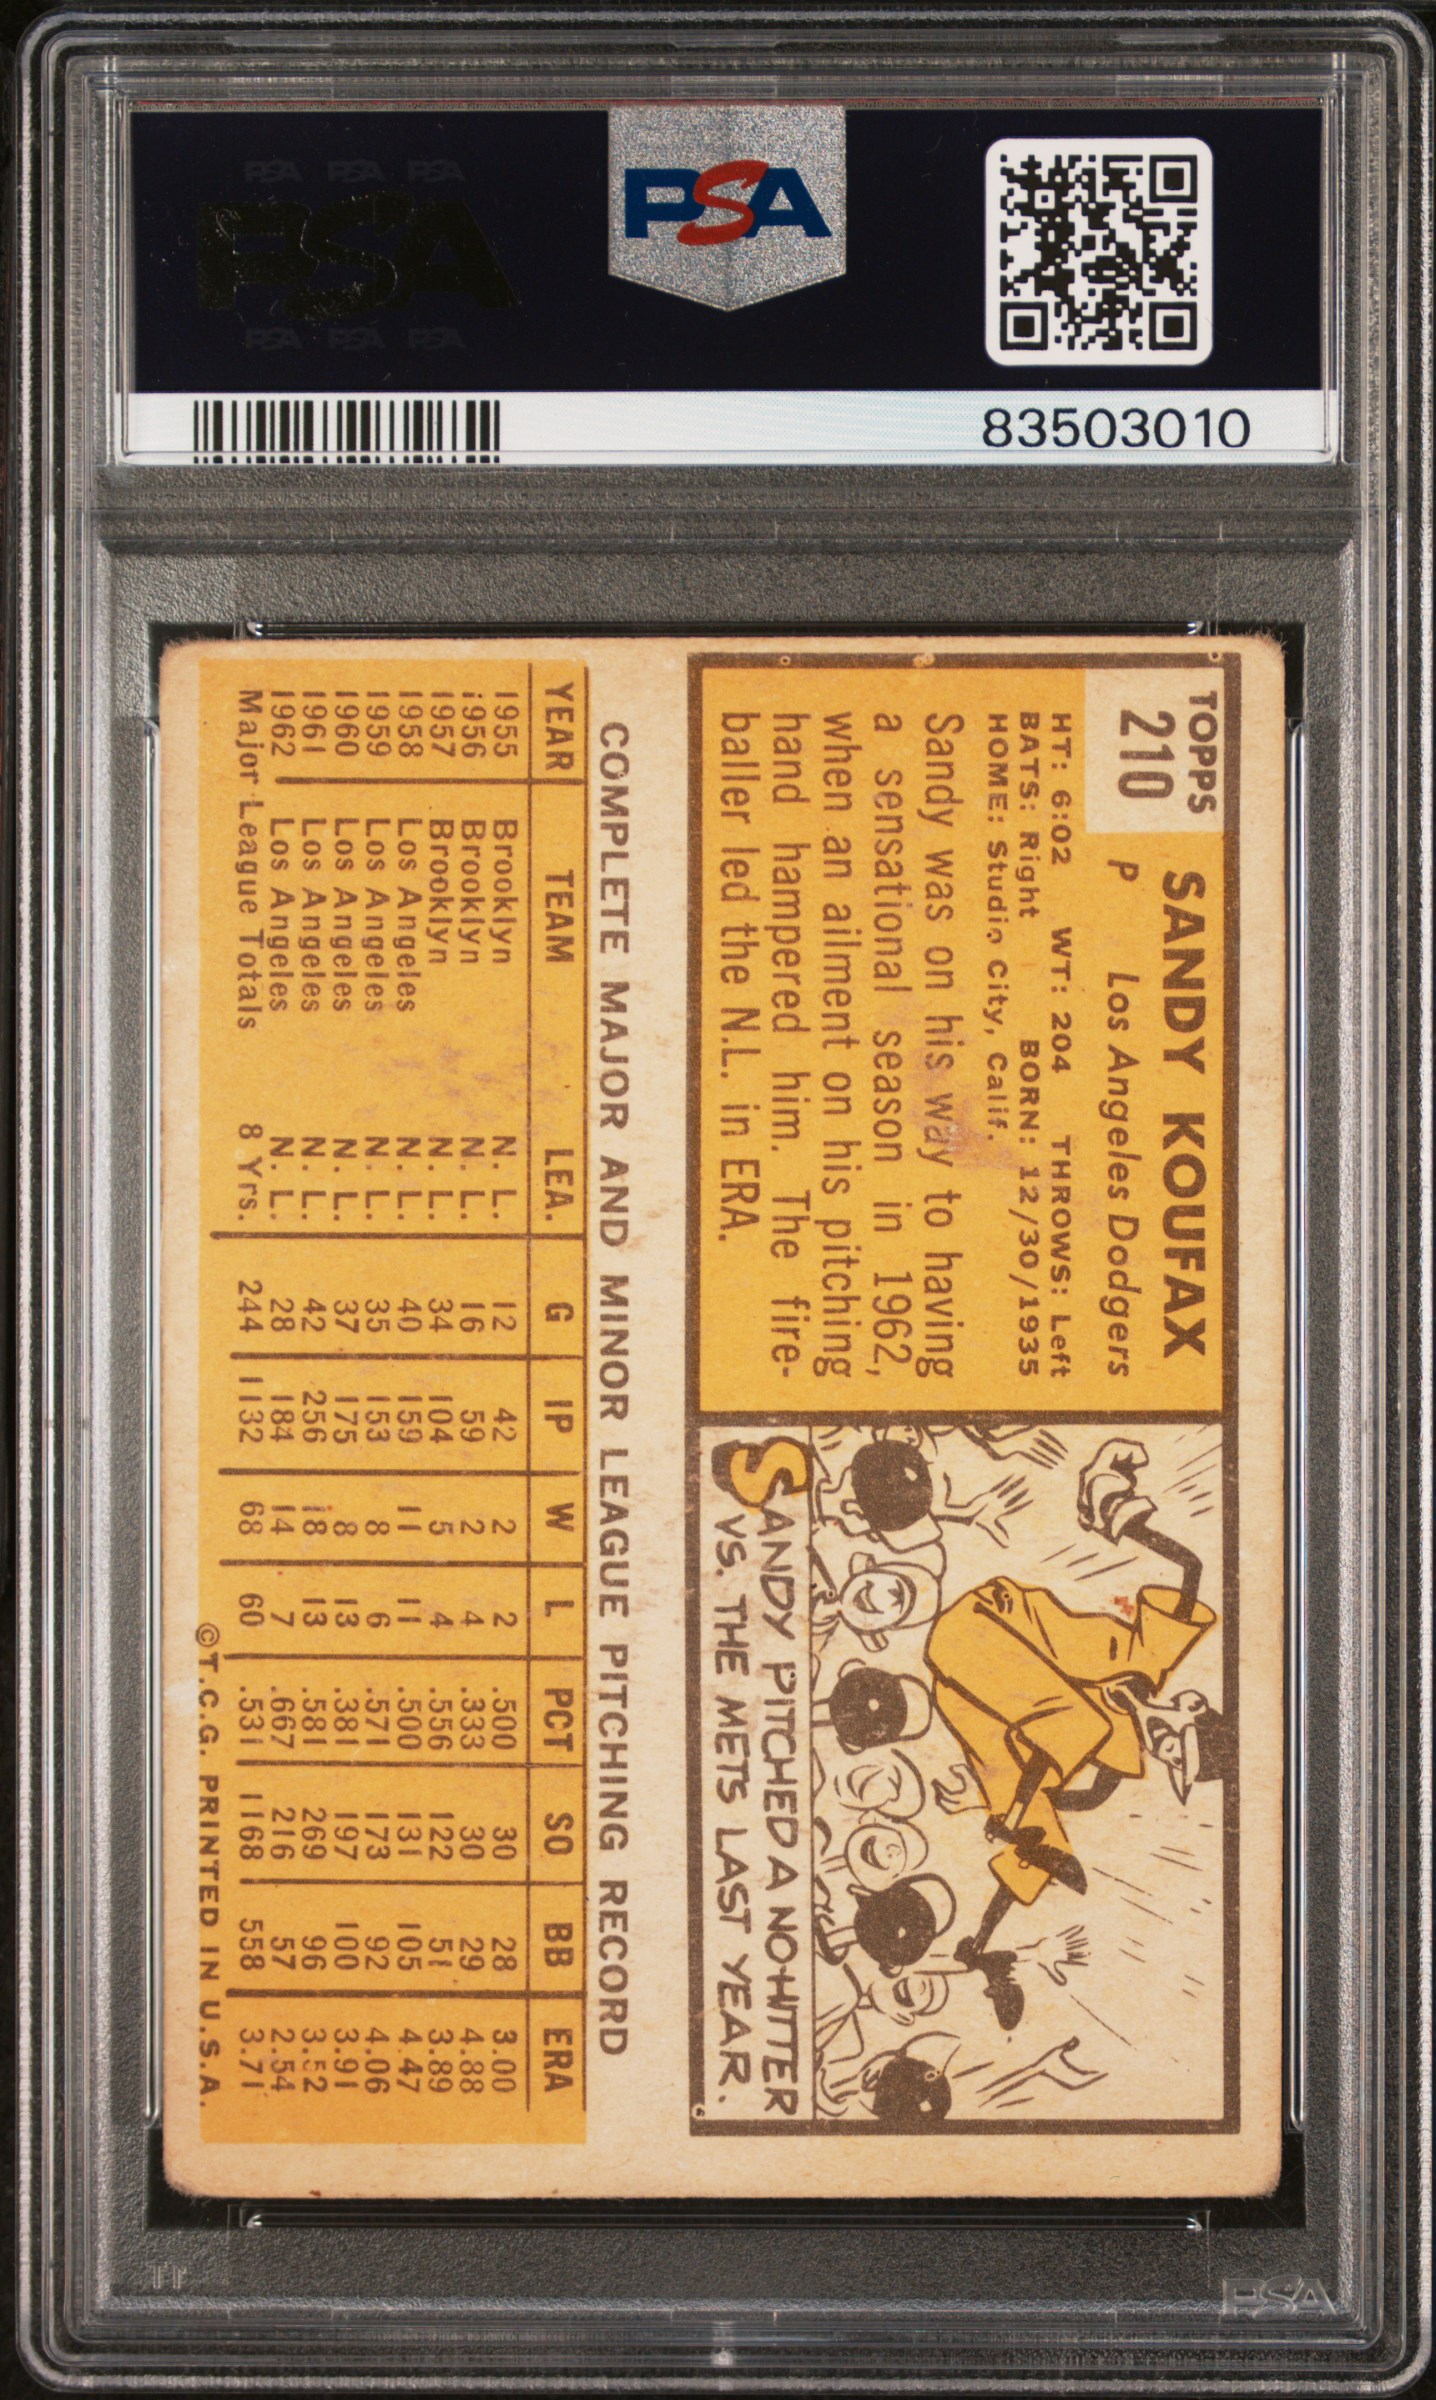 PSA PSA PSA
PSA
PSA PSA PSA
PSA
83503010
TOPPS
210
SANDY KOUFAX
P Los Angeles Dodgers
HT: 6:02 WT: 204 THROWS: Left
BATS: Right BORN: 12/30/1935
HOME: Studio City, Calif.
Sandy was on his way to having
a sensational season in 1962,
when an ailment on his pitching
hand hampered him. The fire-
baller led the N.L. in ERA.
SANDY PITCHED A NO-HITTER
VS. THE METS LAST YEAR.
COMPLETE MAJOR AND MINOR LEAGUE PITCHING RECORD
YEAR TEAM LEA. G IP W L PCT SO BB ERA
1955 Brooklyn N. L. 12 42 2 2 .500 30 28 3.00
1956 Brooklyn N. L. 16 59 2 4 .333 30 29 4.88
1957 Brooklyn N. L. 34 104 5 4 .556 122 51 3.89
1958 Los Angeles N. L. 40 159 11 11 .500 131 105 4.47
1959 Los Angeles N. L. 35 153 8 6 .571 173 92 4.06
1960 Los Angeles N. L. 37 175 8 13 .381 197 100 3.91
1961 Los Angeles N. L. 42 256 18 13 .581 269 96 3.52
1962 Los Angeles N. L. 28 184 14 7 .667 216 57 2.54
Major League Totals 8 Yrs. 244 1132 68 60 .531 1168 558 3.71
©T.C.G. PRINTED IN U.S.A.
PSA